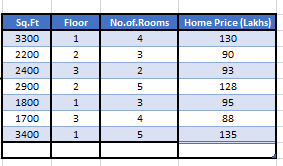 Sq.Ft Floor No.of.Rooms Home Price (Lakhs)
3300 1 4 130
2200 2 3 90
2400 3 2 93
2900 2 5 128
1800 1 3 95
1700 3 4 88
3400 1 5 135